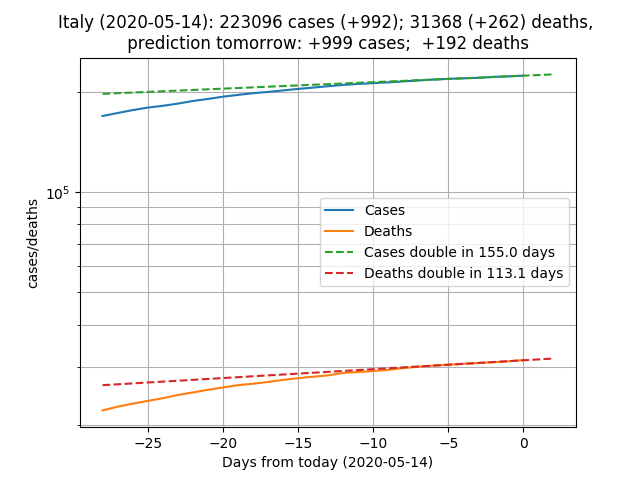 Italy (2020-05-14): 223096 cases (+992); 31368 (+262) deaths,
prediction tomorrow: +999 cases;  +192 deaths
cases/deaths
10^5
Cases
Deaths
Cases double in 155.0 days
Deaths double in 113.1 days
−25 −20 −15 −10 −5 0
Days from today (2020-05-14)